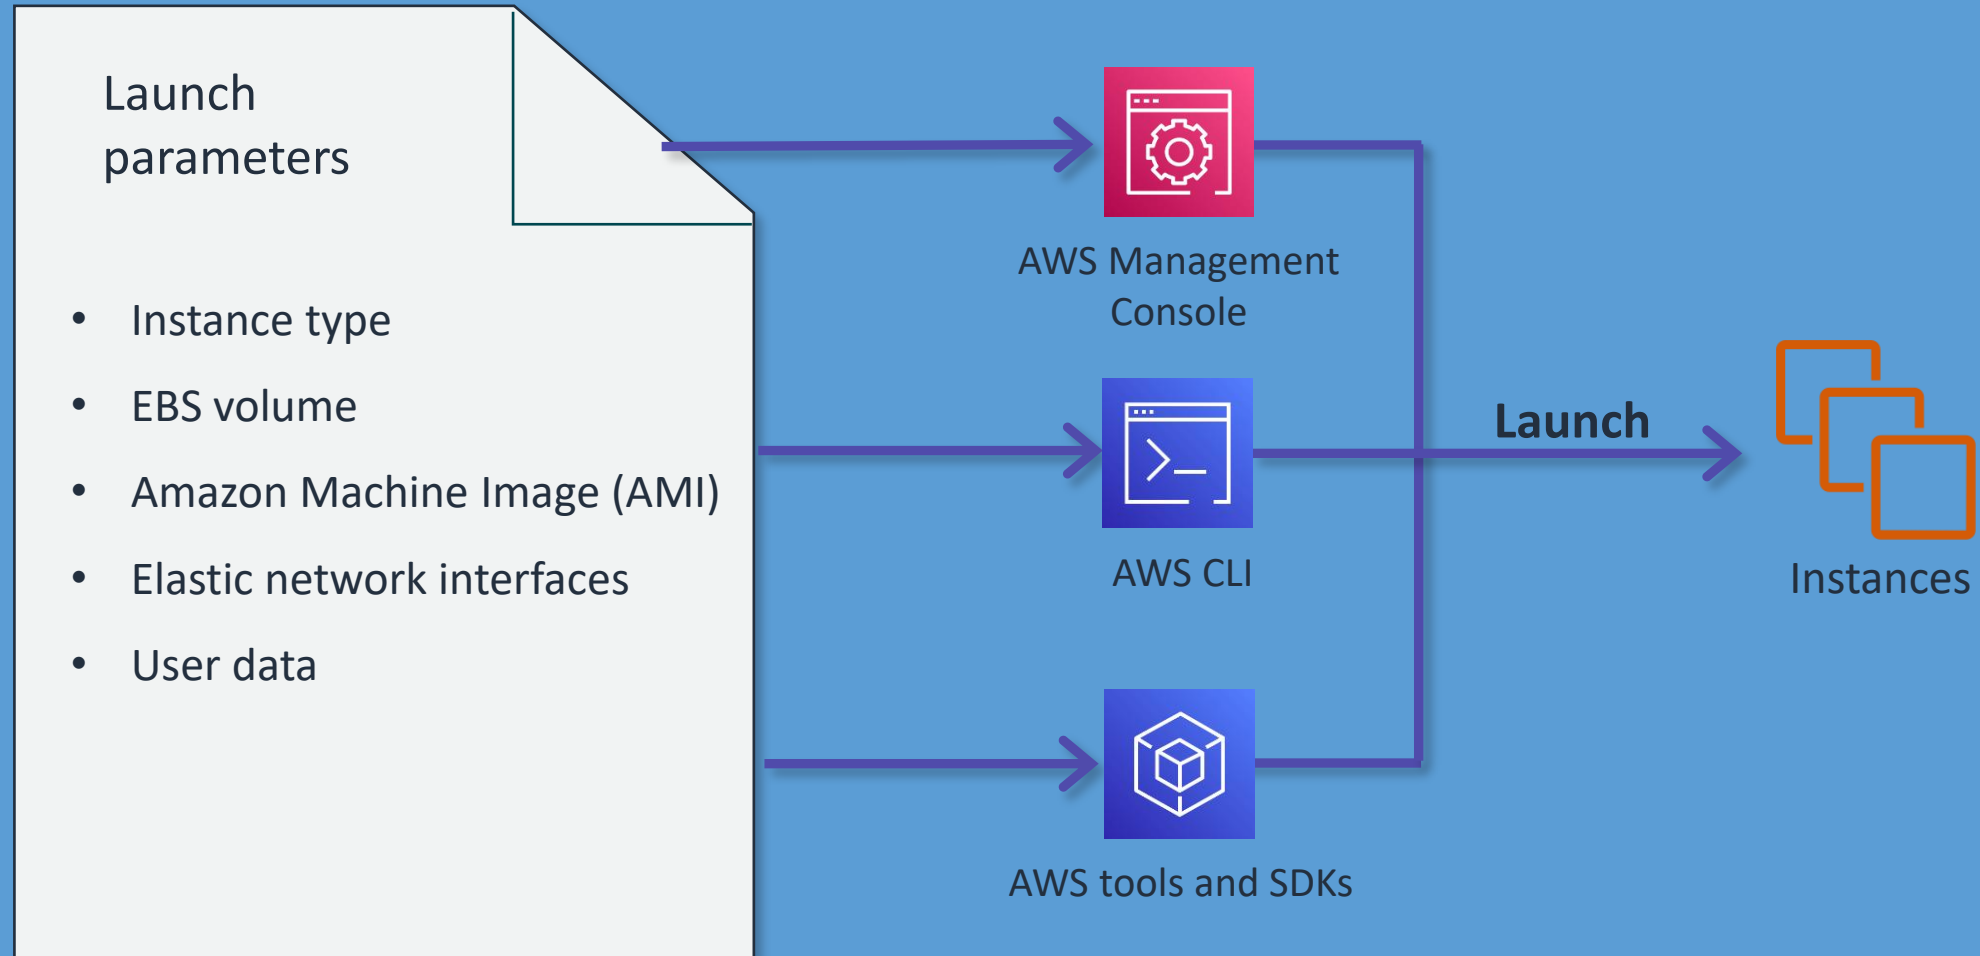 Launch
parameters
• Instance type
• EBS volume
• Amazon Machine Image (AMI)
• Elastic network interfaces
• User data
AWS Management
Console
AWS CLI
AWS tools and SDKs
Launch
Instances